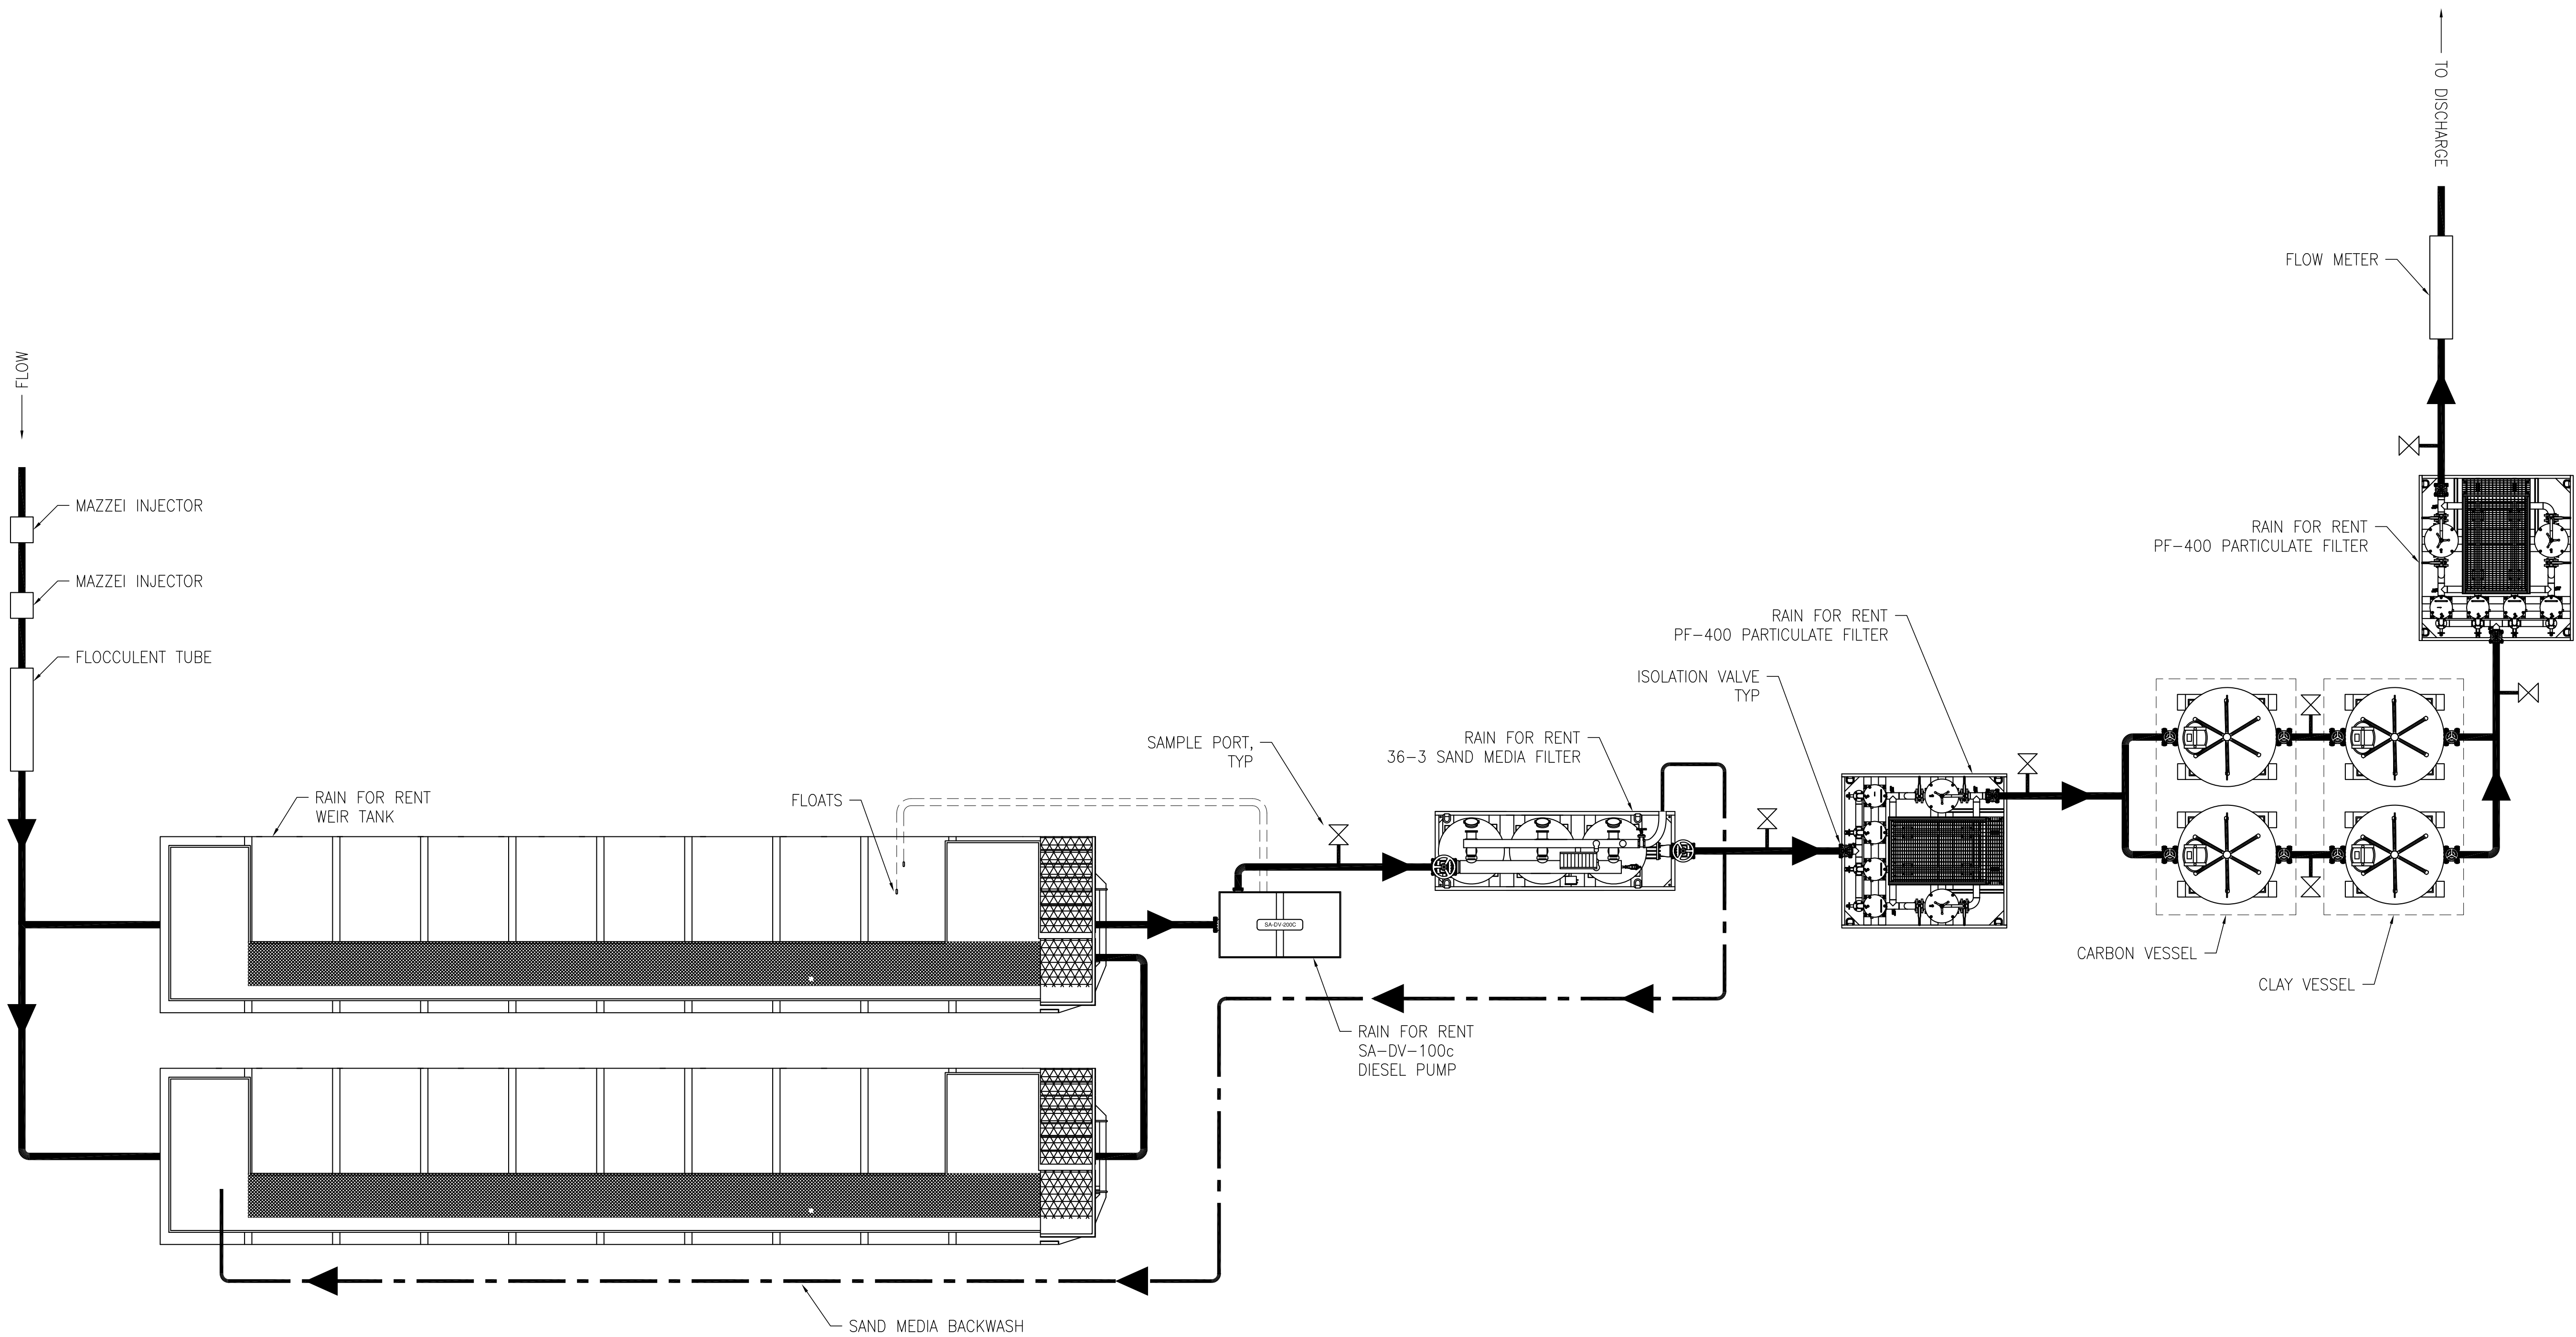 TO DISCHARGE
FLOW METER
FLOW
MAZZEI INJECTOR
MAZZEI INJECTOR
FLOCCULENT TUBE
RAIN FOR RENT
PF-400 PARTICULATE FILTER
RAIN FOR RENT
PF-400 PARTICULATE FILTER
ISOLATION VALVE
TYP
SAMPLE PORT,
TYP
RAIN FOR RENT
36-3 SAND MEDIA FILTER
RAIN FOR RENT
WEIR TANK
FLOATS
SA-DV-200C
CARBON VESSEL
CLAY VESSEL
RAIN FOR RENT
SA-DV-100c
DIESEL PUMP
SAND MEDIA BACKWASH